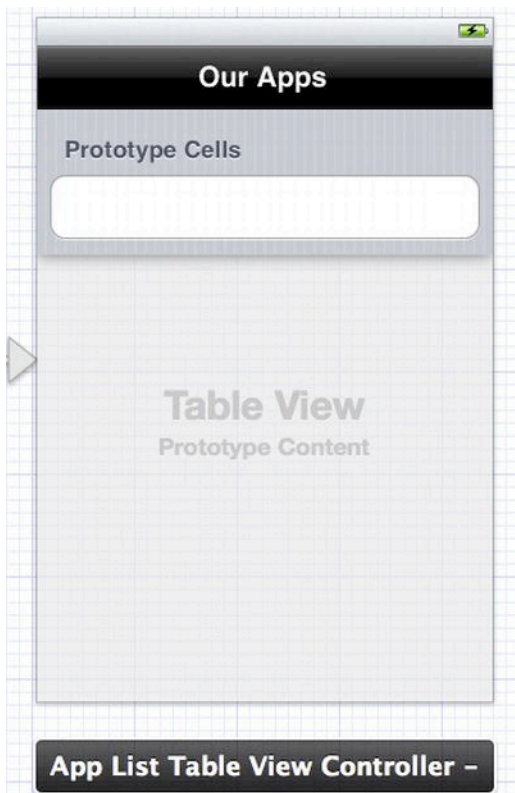 Our Apps
Prototype Cells
Table View
Prototype Content
App List Table View Controller –